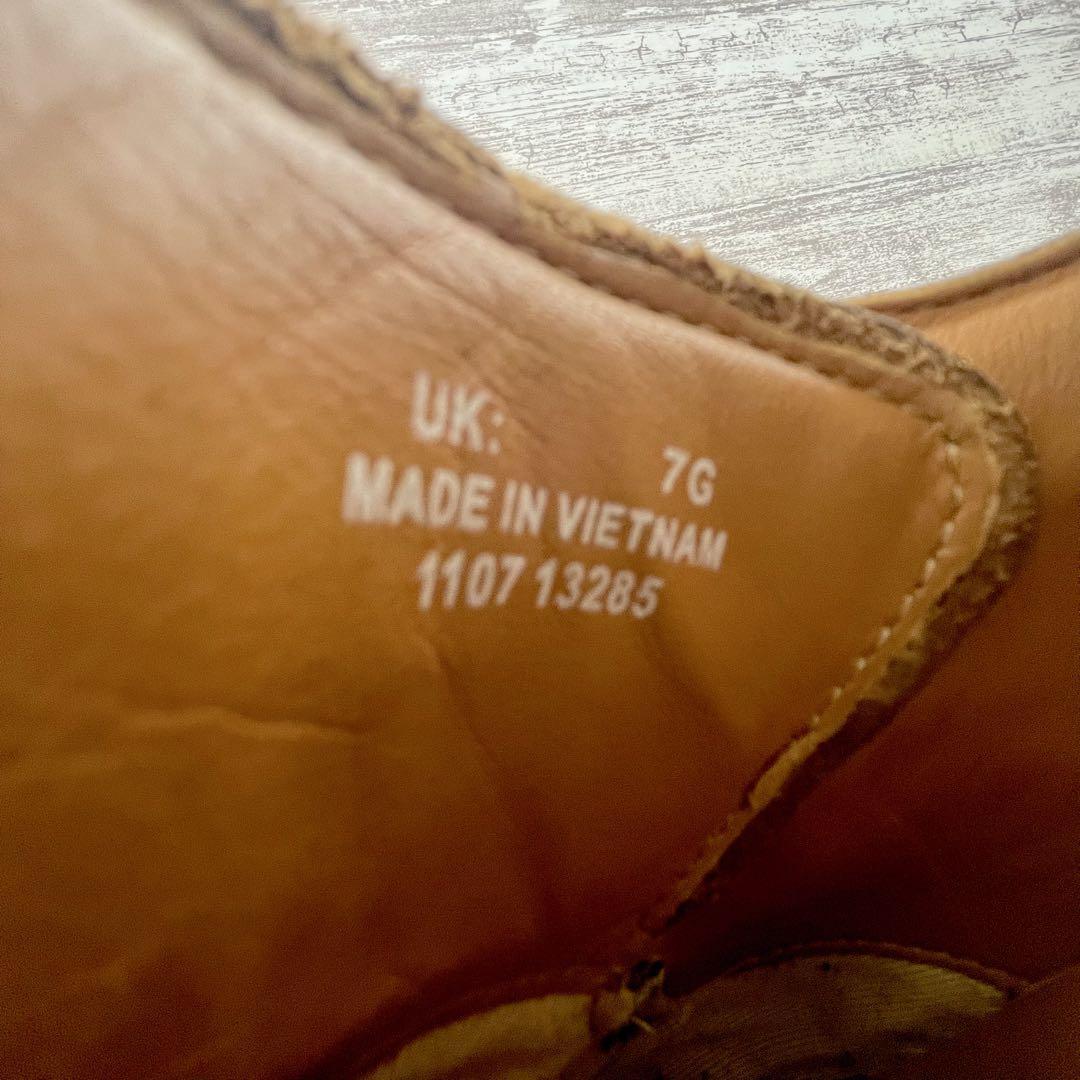 UK:
7G
MADE IN VIETNAM
1107 13285